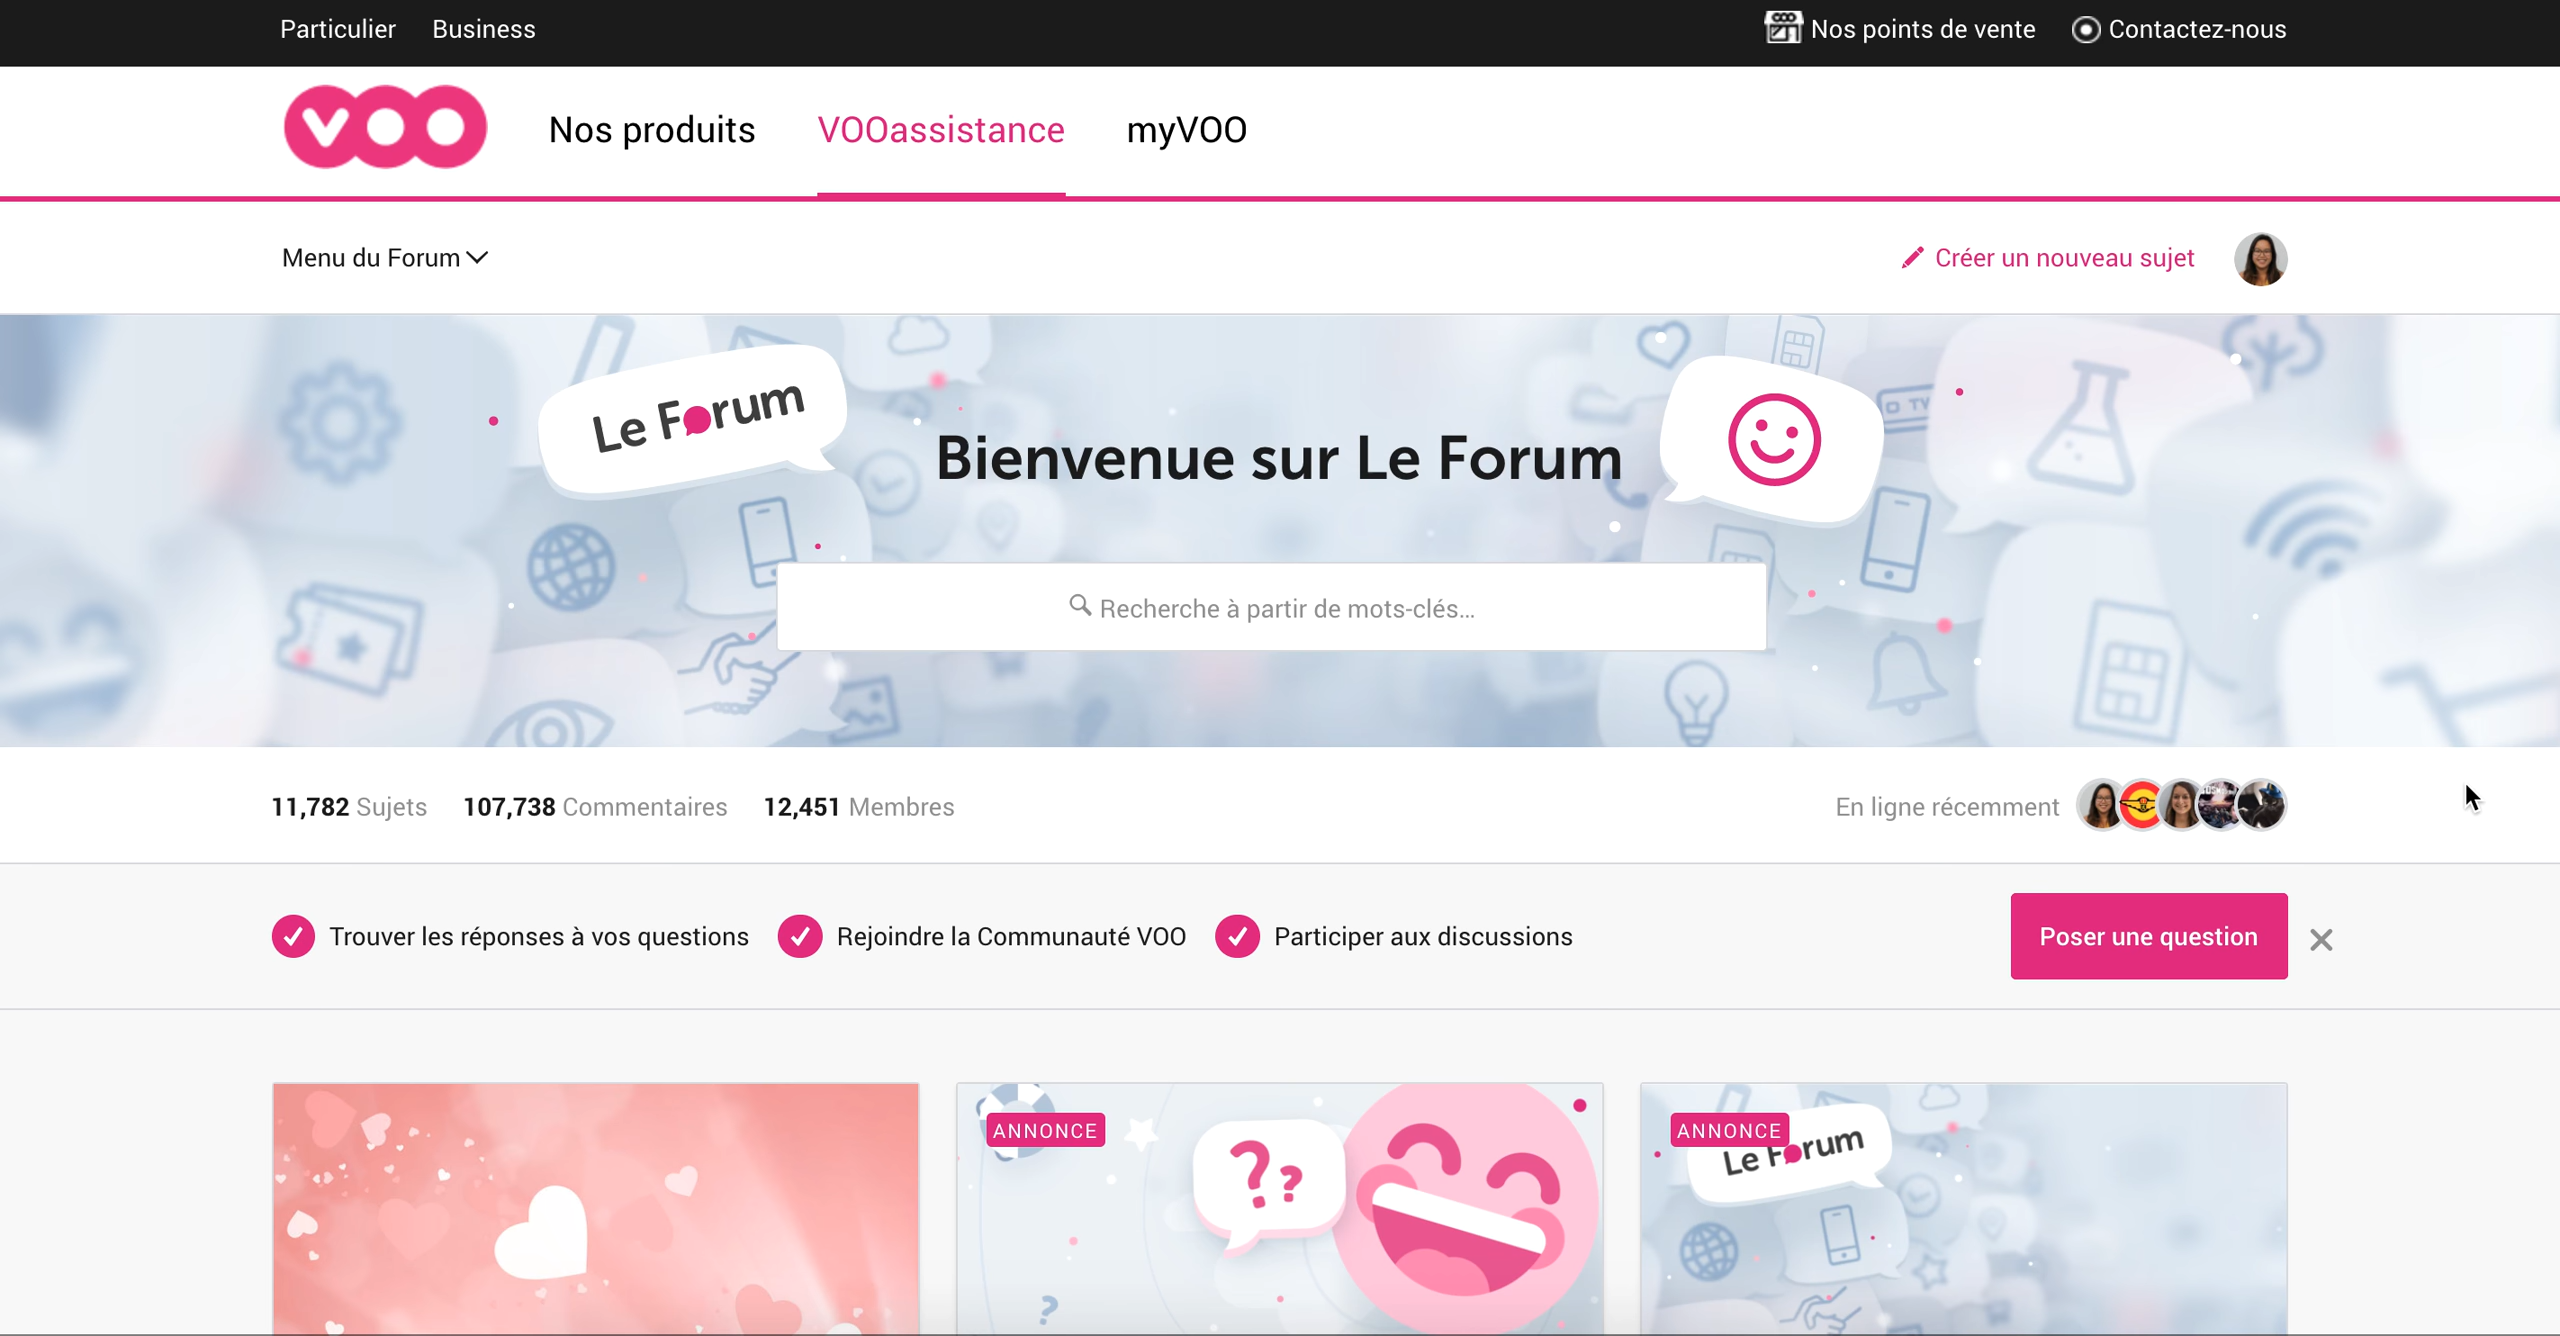 Particulier Business Nos points de vente Contactez-nous
VOO Nos produits VOOassistance myVOO
Menu du Forum Créer un nouveau sujet
Le Forum
Bienvenue sur Le Forum
TV
Recherche à partir de mots-clés...
11,782 Sujets 107,738 Commentaires 12,451 Membres En ligne récemment
Trouver les réponses à vos questions Rejoindre la Communauté VOO Participer aux discussions Poser une question
ANNONCE ANNONCE
Le Forum
? ?
?